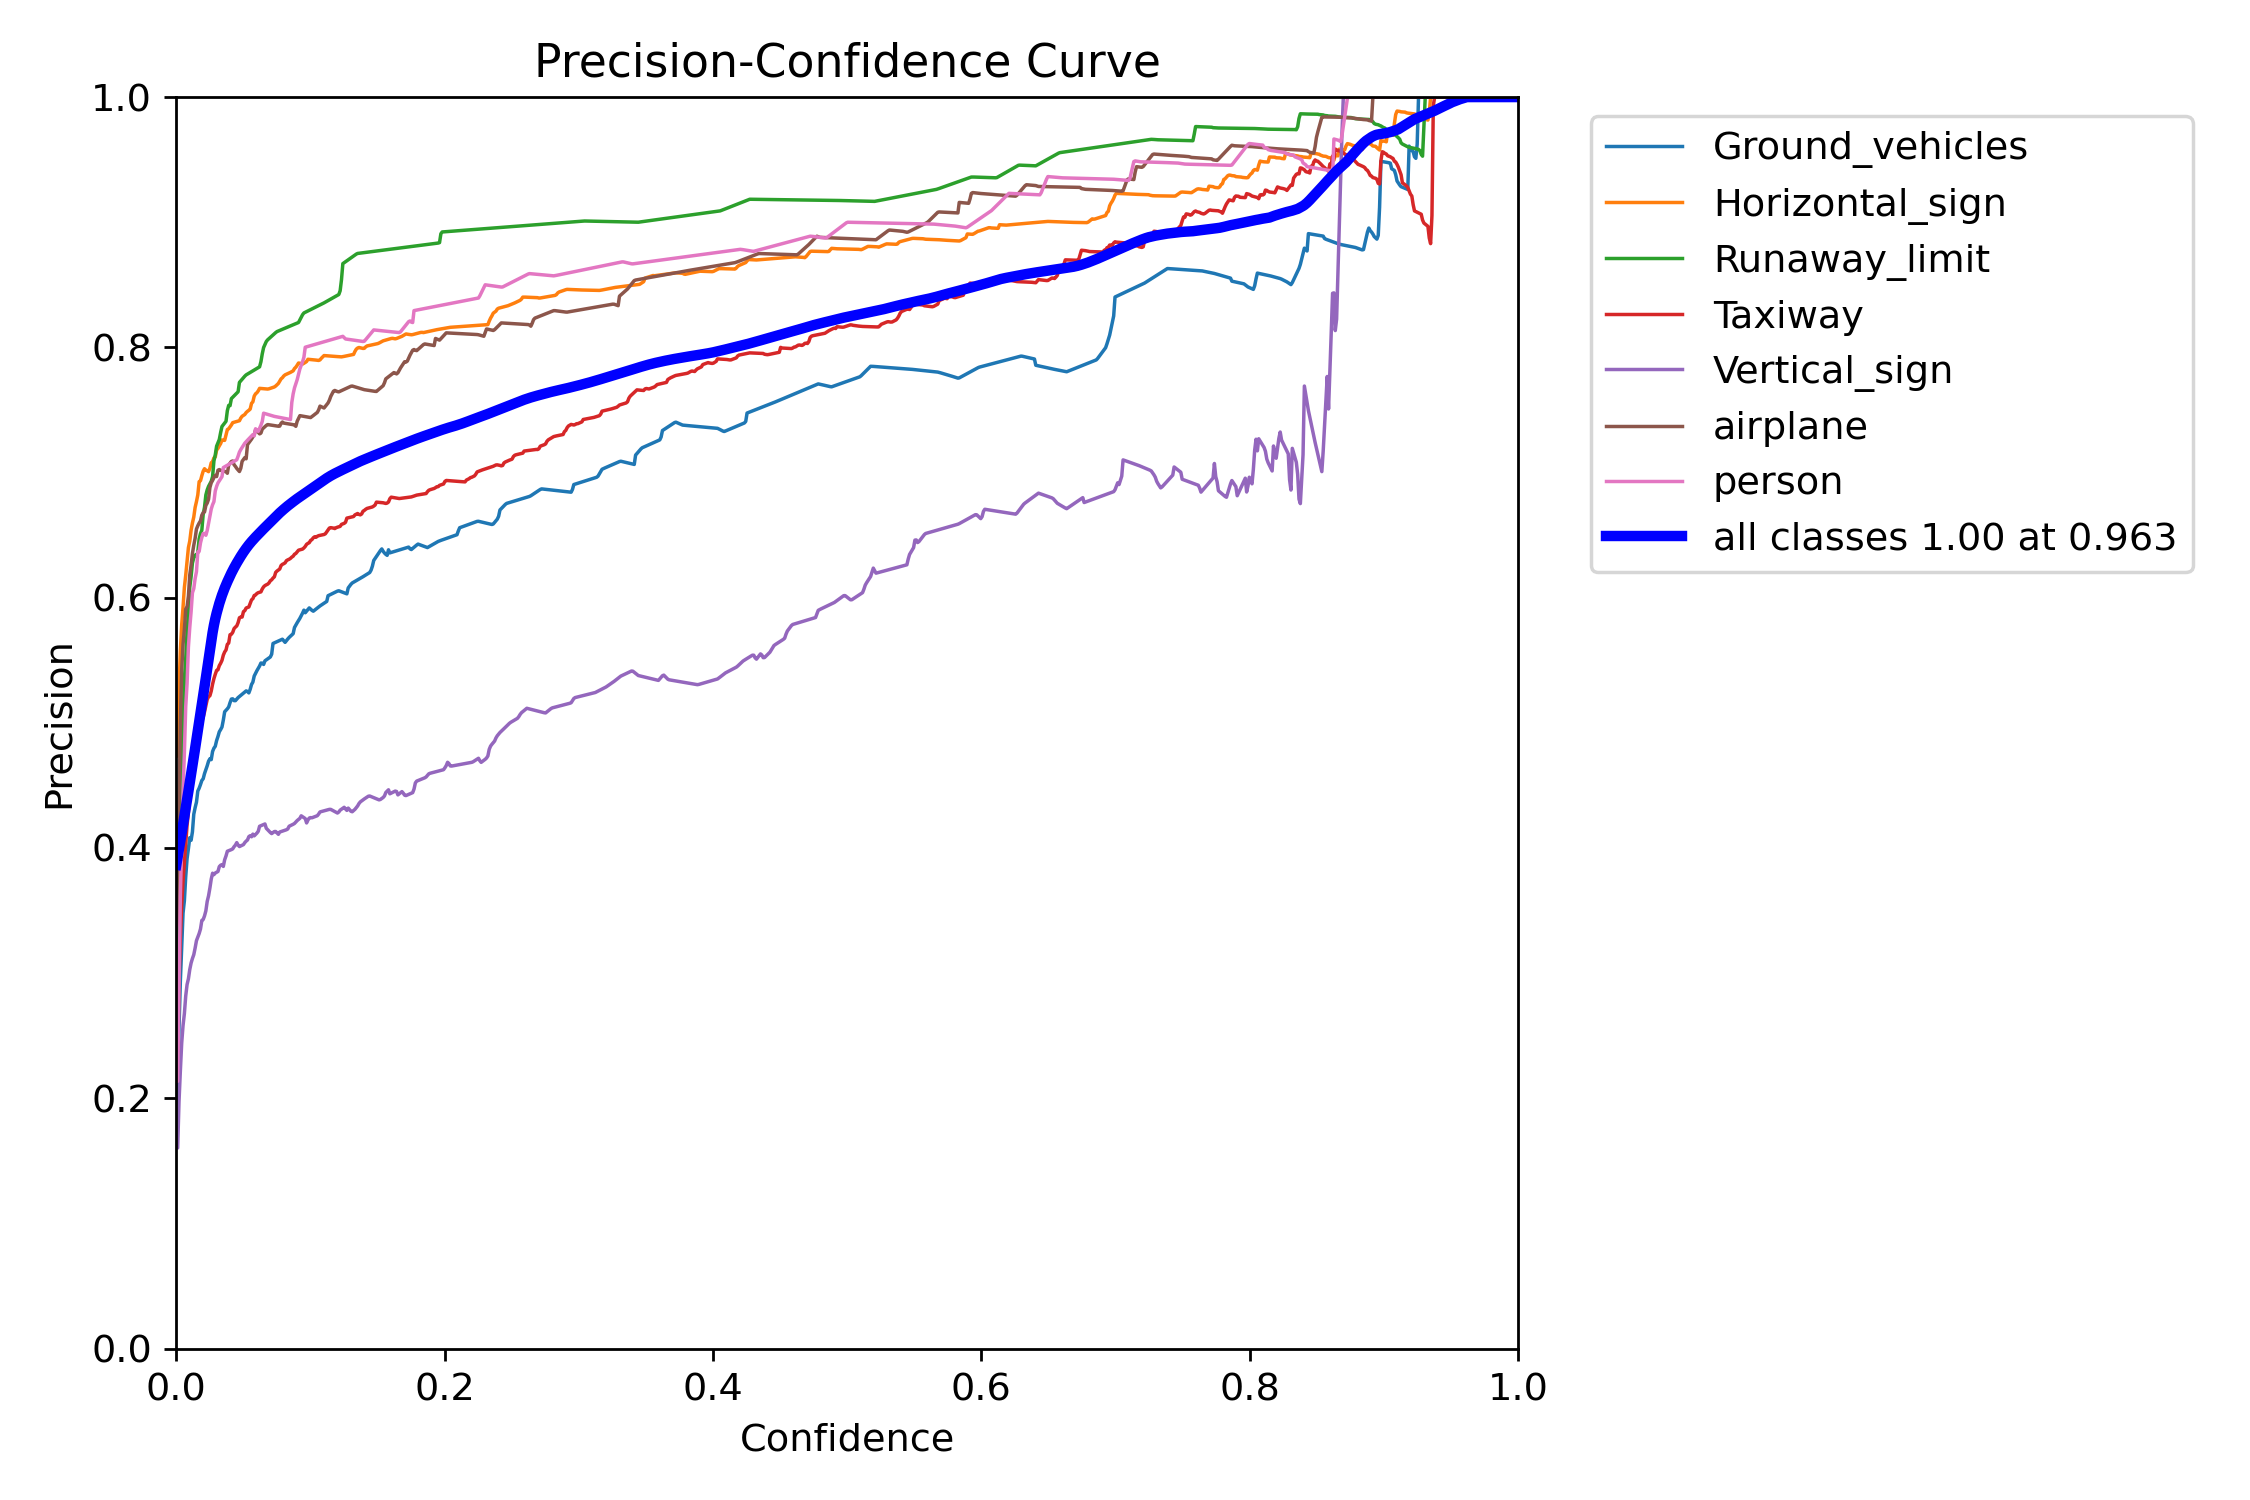 Precision-Confidence Curve
1.0
0.8
0.6
0.4
0.2
0.0
Precision
0.0 0.2 0.4 0.6 0.8 1.0
Confidence
Ground_vehicles
Horizontal_sign
Runaway_limit
Taxiway
Vertical_sign
airplane
person
all classes 1.00 at 0.963